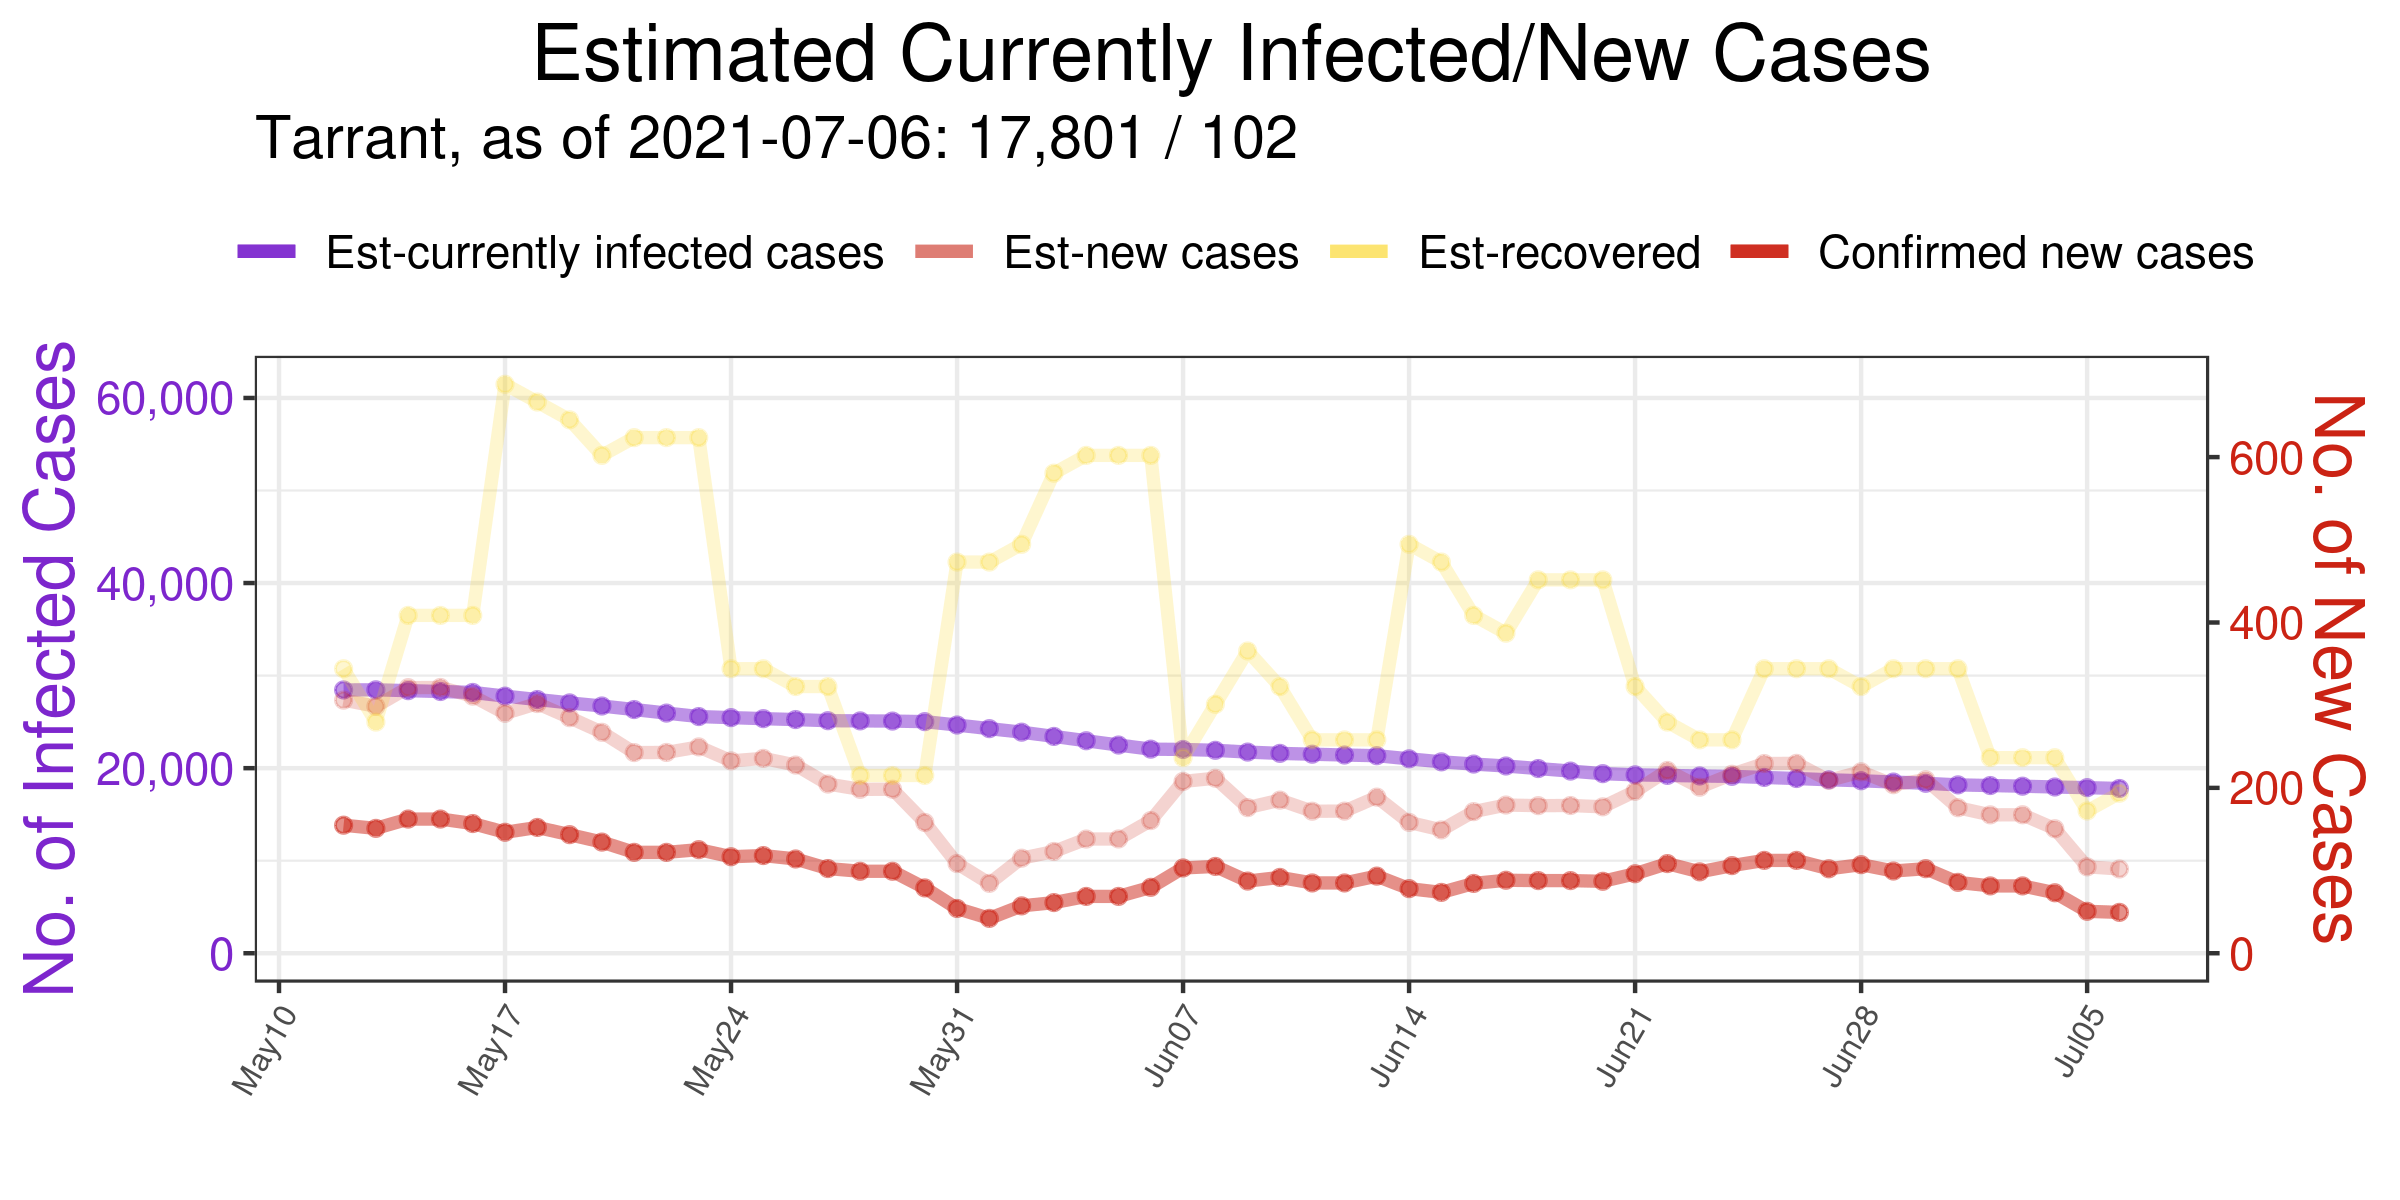 Estimated Currently Infected/New Cases
Tarrant, as of 2021-07-06: 17,801 / 102
Est-currently infected cases Est-new cases Est-recovered Confirmed new cases
No. of Infected Cases
60,000
40,000
20,000
0
No. of New Cases
600
400
200
0
May10 May17 May24 May31 Jun07 Jun14 Jun21 Jun28 Jul05